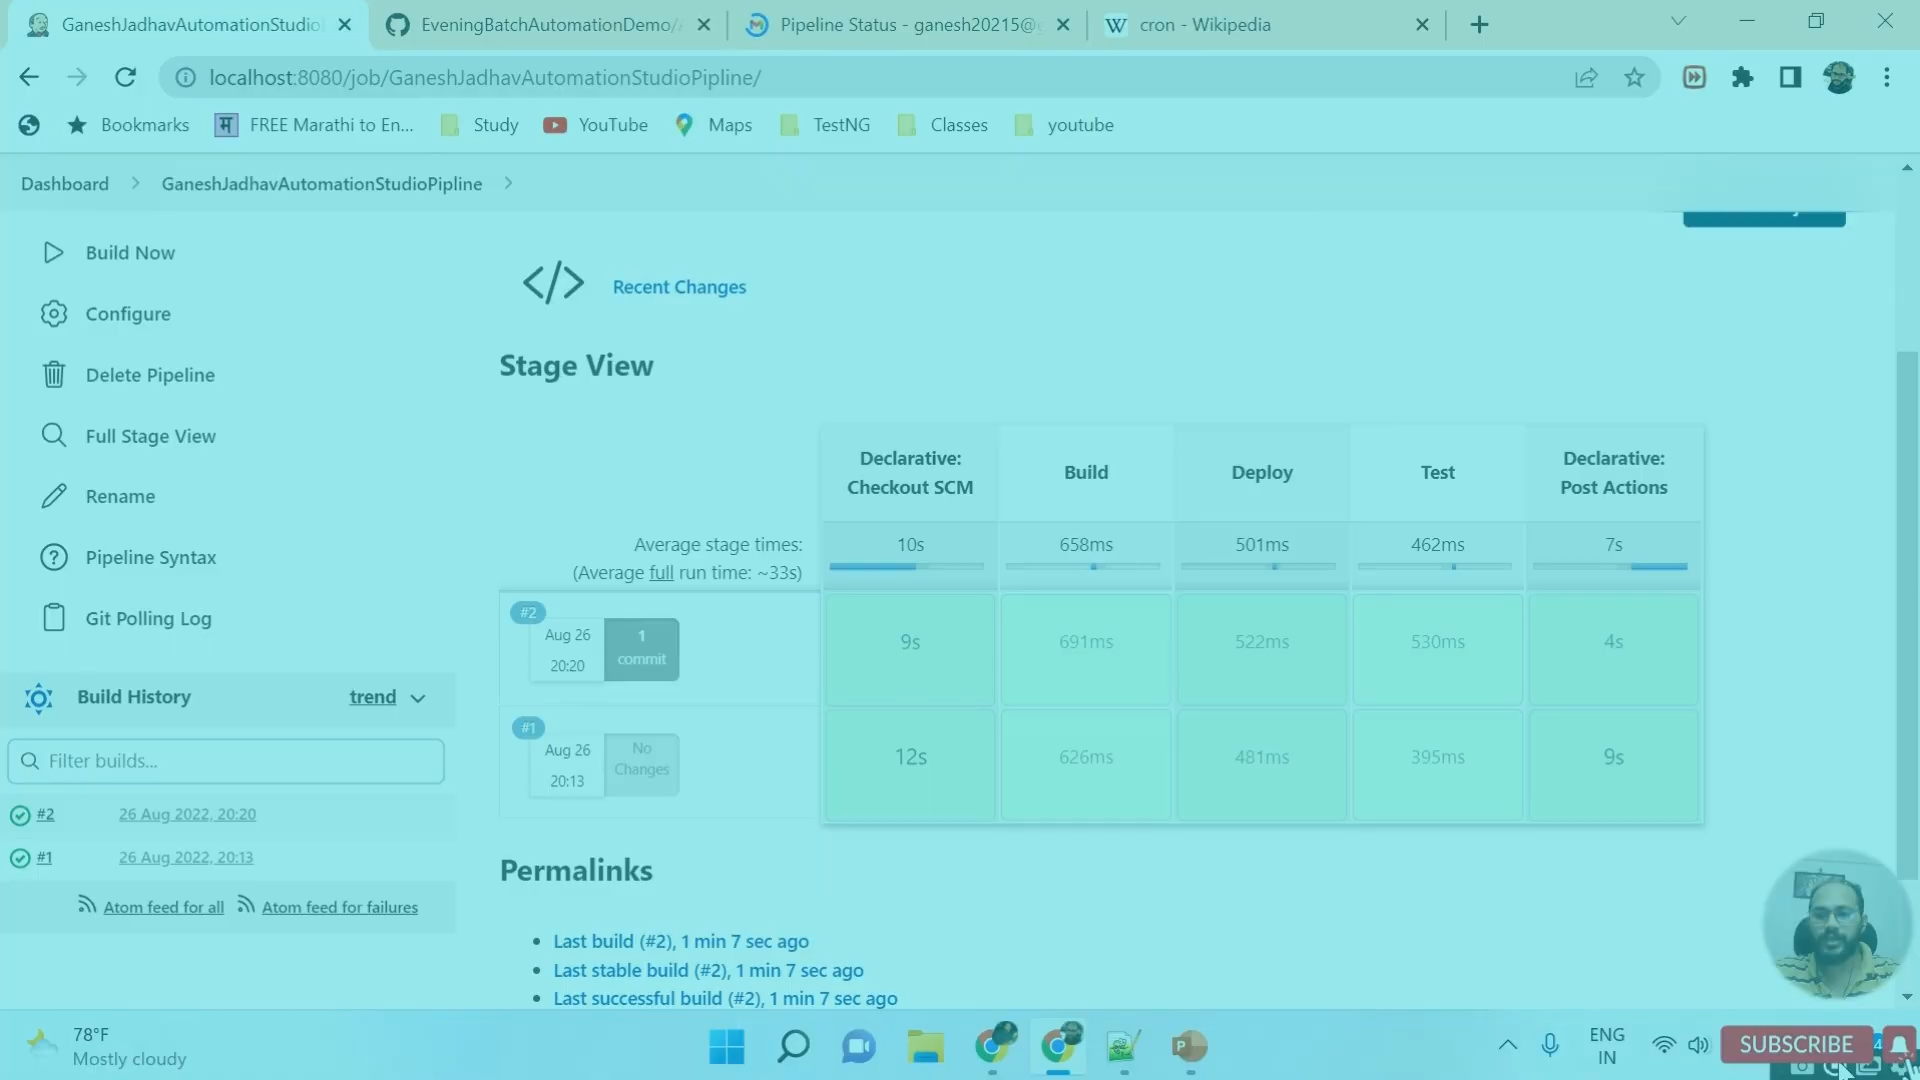 GaneshJadhavAutomationStudio
EveningBatchAutomationDemo/
Pipeline Status - ganesh20215@
cron - Wikipedia
localhost:8080/job/GaneshJadhavAutomationStudioPipline/
Bookmarks
FREE Marathi to En...
Study
YouTube
Maps
TestNG
Classes
youtube
Dashboard
GaneshJadhavAutomationStudioPipline
Build Now
Configure
Delete Pipeline
Full Stage View
Rename
Pipeline Syntax
Git Polling Log
Build History
trend
Filter builds...
#2 26 Aug 2022, 20:20
#1 26 Aug 2022, 20:13
Atom feed for all Atom feed for failures
Recent Changes
Stage View
Declarative:
Checkout SCM
Build
Deploy
Test
Declarative:
Post Actions
Average stage times:
(Average full run time: ~33s)
10s 658ms 501ms 462ms 7s
#2
Aug 26
20:20
1
commit
9s 691ms 522ms 530ms 4s
#1
Aug 26
20:13
No
Changes
12s 626ms 481ms 395ms 9s
Permalinks
Last build (#2), 1 min 7 sec ago
Last stable build (#2), 1 min 7 sec ago
Last successful build (#2), 1 min 7 sec ago
78°F
Mostly cloudy
ENG
IN
SUBSCRIBE